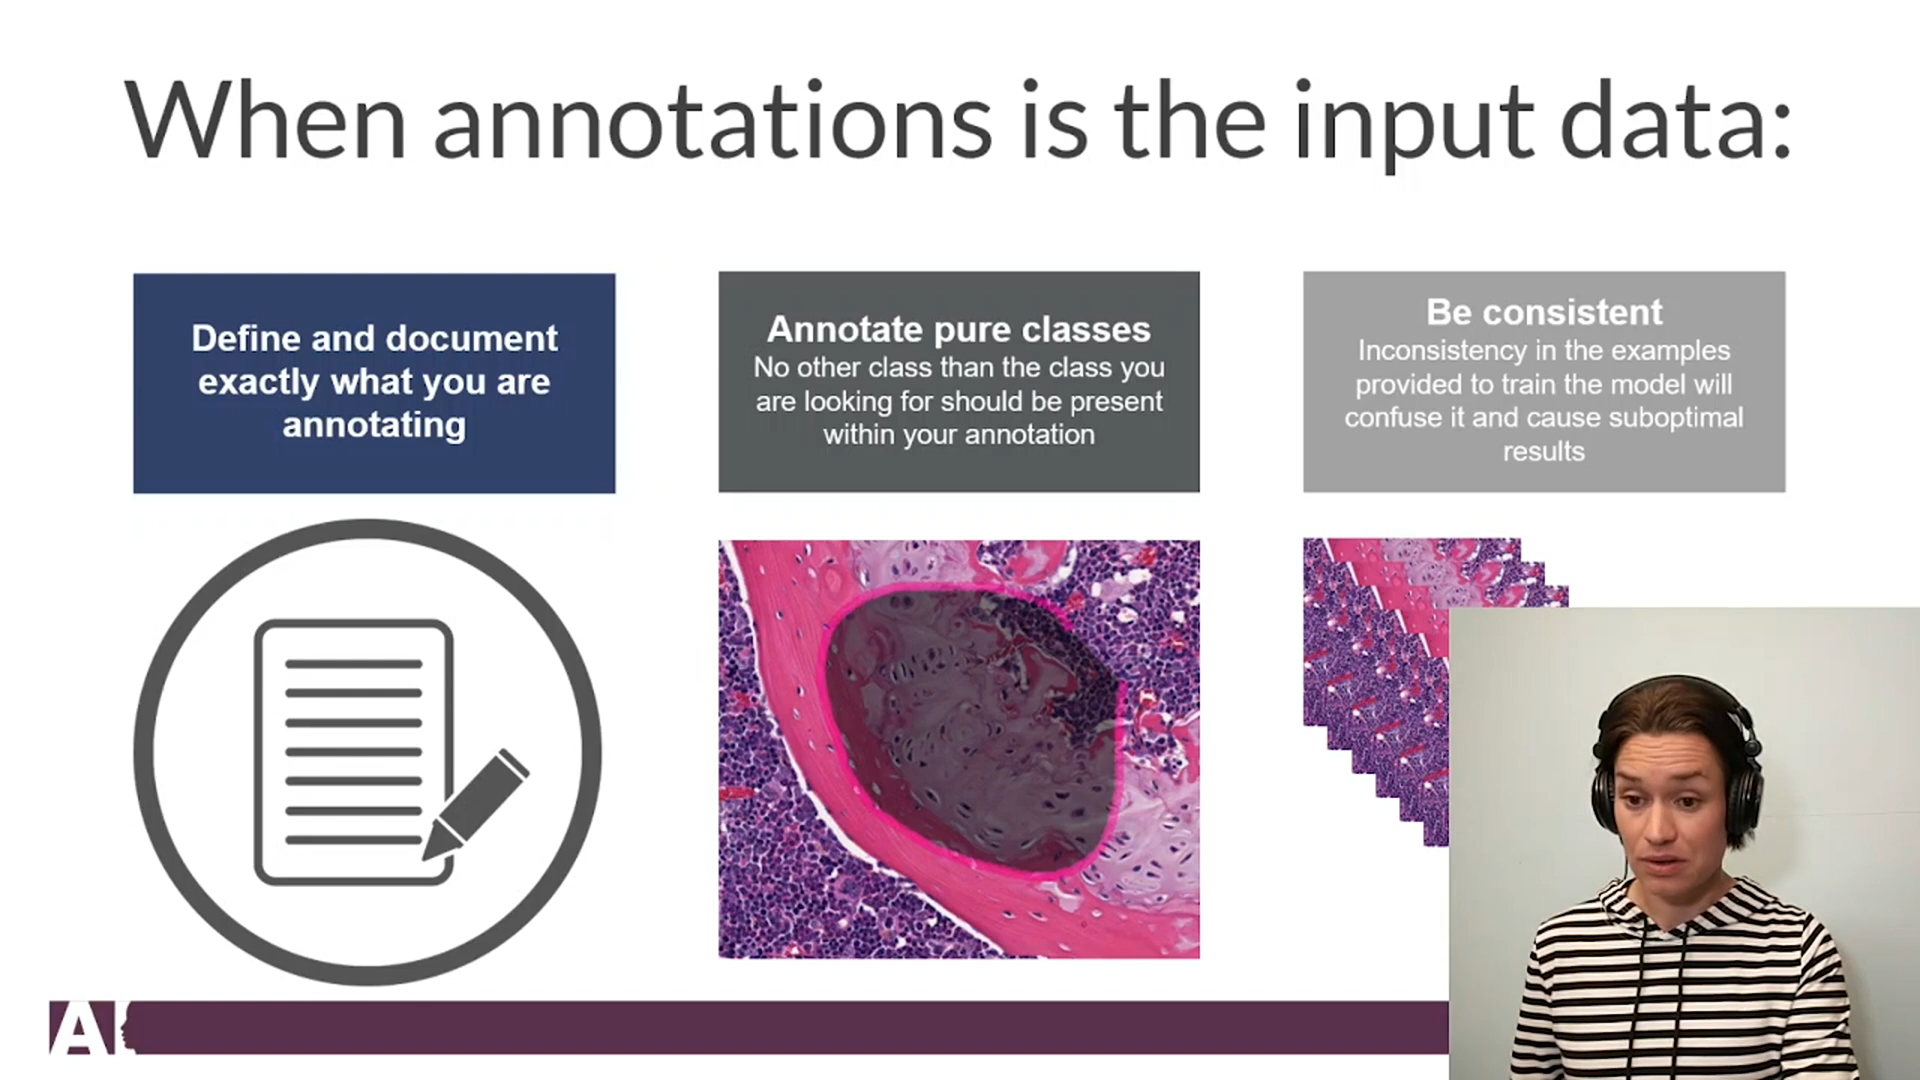 When annotations is the input data:
Define and document
exactly what you are
annotating
Annotate pure classes
No other class than the class you
are looking for should be present
within your annotation
Be consistent
Inconsistency in the examples
provided to train the model will
confuse it and cause suboptimal
results
AI